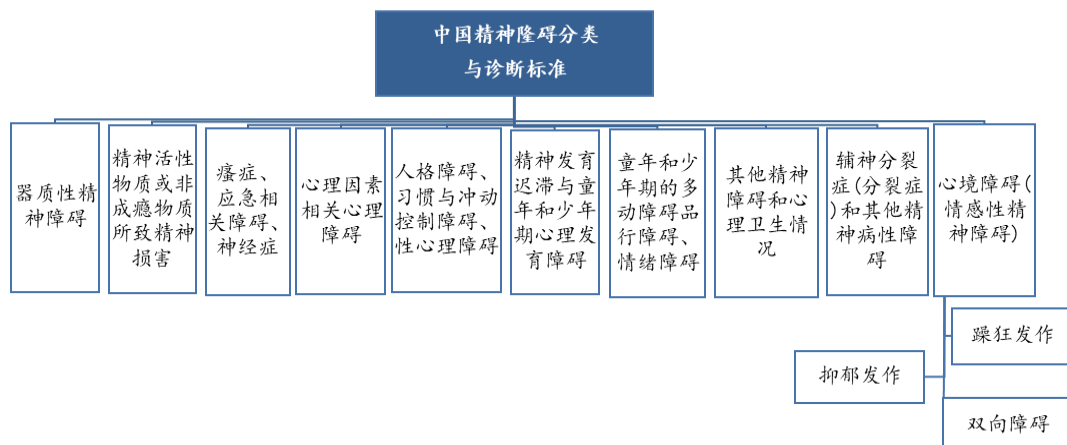 中国精神隆碍分类
与诊断标准
器质性精
神障碍
精神活性
物质或非
成瘾物质
所致精神
损害
瘙症、
应急相
关障碍、
神经症
心理因素
相关心理
障碍
人格障碍、
习惯与冲动
控制障碍、
性心理障碍
精神发育
迟滞与童
年和少年
期心理发
育障碍
童年和少
年期的多
动障碍品
行障碍、
情绪障碍
其他精神
障碍和心
理卫生情
况
辅神分裂
症(分裂症
)和其他精
神病性障
碍
心境障碍(
情感性精
神障碍)
躁狂发作
抑郁发作
双向障碍